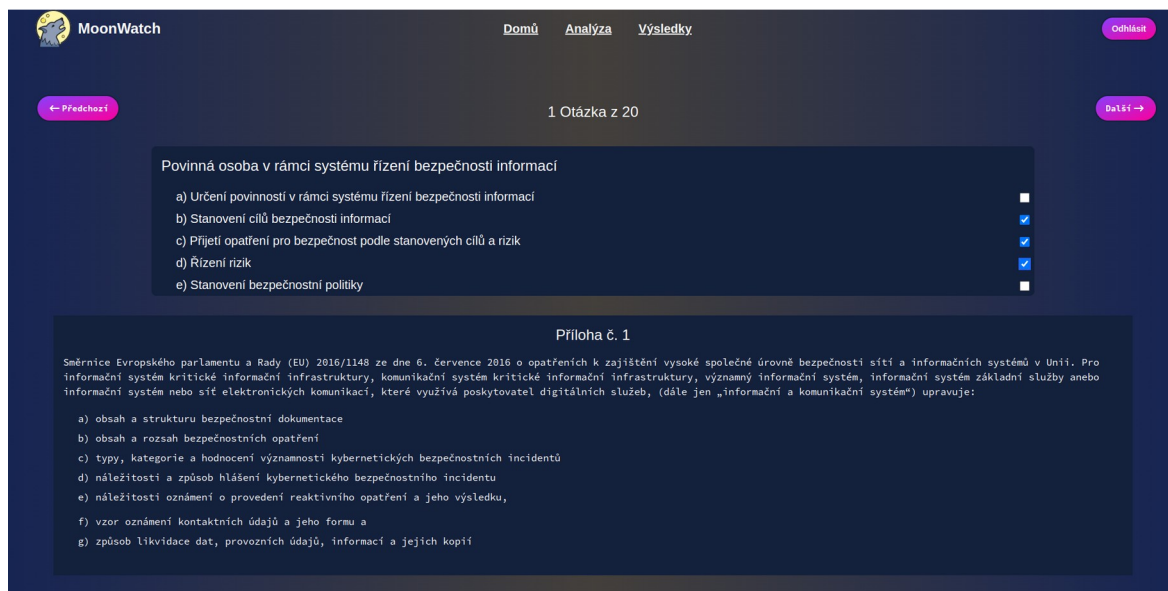 MoonWatch
Domů Analýza Výsledky
Odhlásit
← Předchozí
1 Otázka z 20
Další →
Povinná osoba v rámci systému řízení bezpečnosti informací
a) Určení povinností v rámci systému řízení bezpečnosti informací
b) Stanovení cílů bezpečnosti informací
c) Přijetí opatření pro bezpečnost podle stanovených cílů a rizik
d) Řízení rizik
e) Stanovení bezpečnostní politiky
Příloha č. 1
Směrnice Evropského parlamentu a Rady (EU) 2016/1148 ze dne 6. července 2016 o opatřeních k zajištění vysoké společné úrovně bezpečnosti sítí a informačních systémů v Unii. Pro
informační systém kritické informační infrastruktury, komunikační systém kritické informační infrastruktury, významný informační systém, informační systém základní služby anebo
informační systém nebo síť elektronických komunikací, které využívá poskytovatel digitálních služeb, (dále jen „informační a komunikační systém“) upravuje:
a) obsah a strukturu bezpečnostní dokumentace
b) obsah a rozsah bezpečnostních opatření
c) typy, kategorie a hodnocení významnosti kybernetických bezpečnostních incidentů
d) náležitosti a způsob hlášení kybernetického bezpečnostního incidentu
e) náležitosti oznámení o provedení reaktivního opatření a jeho výsledku,
f) vzor oznámení kontaktních údajů a jeho formu a
g) způsob likvidace dat, provozních údajů, informací a jejich kopií